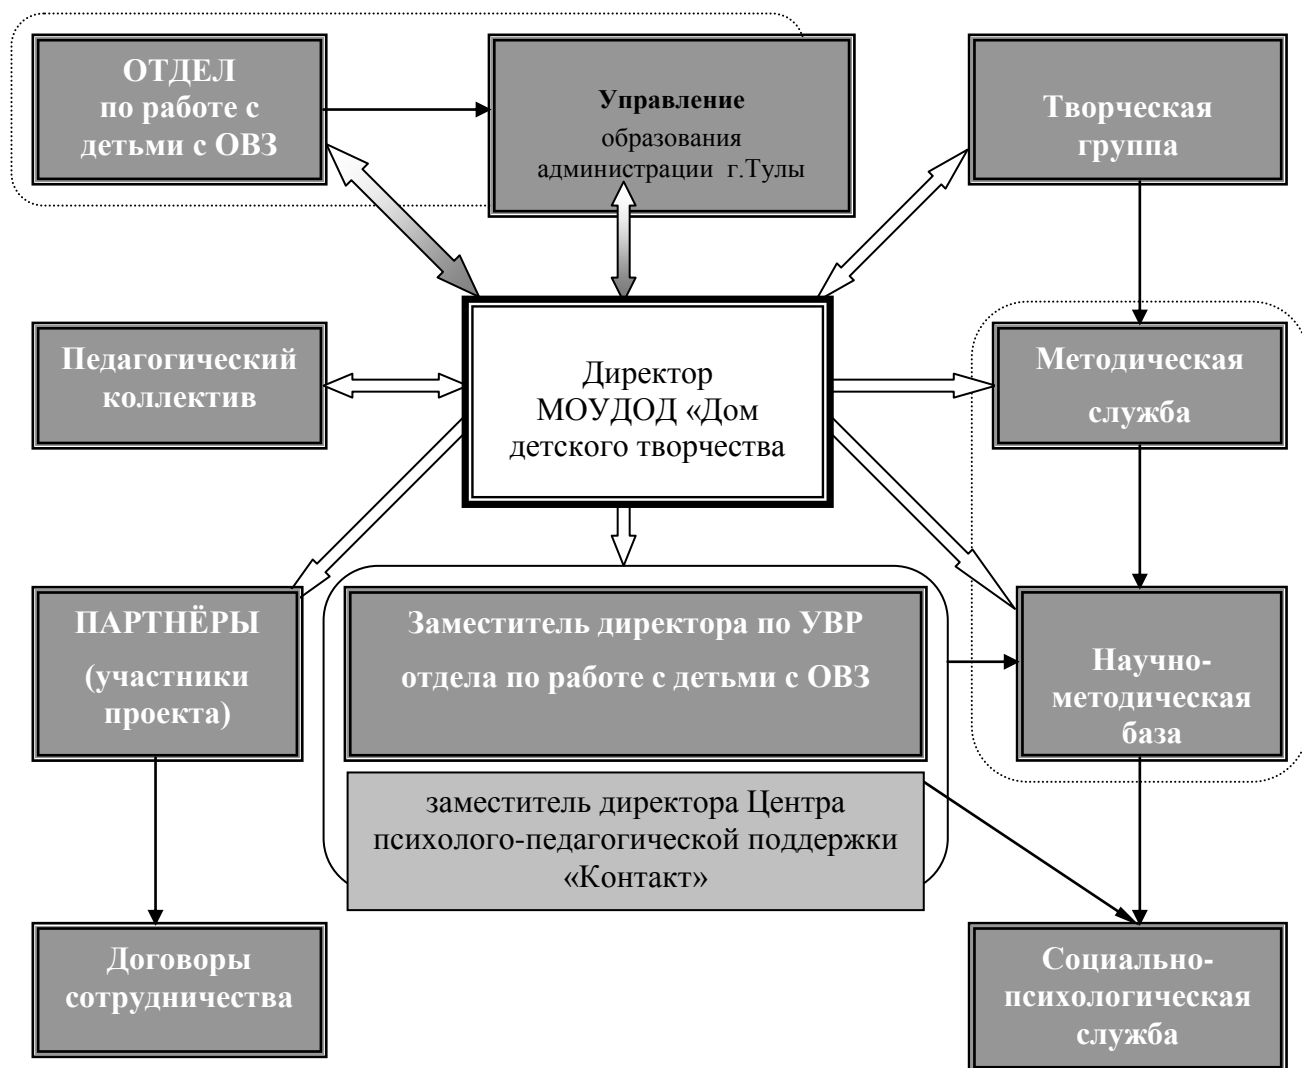 ОТДЕЛ
по работе с
детьми с ОВЗ
Управление
образования
администрации г.Тулы
Творческая
группа
Педагогический
коллектив
Директор
МОУДОД «Дом
детского творчества
Методическая
служба
ПАРТНЁРЫ
(участники
проекта)
Заместитель директора по УВР
отдела по работе с детьми с ОВЗ
Научно-
методическая
база
заместитель директора Центра
психолого-педагогической поддержки
«Контакт»
Договоры
сотрудничества
Социально-
психологическая
служба